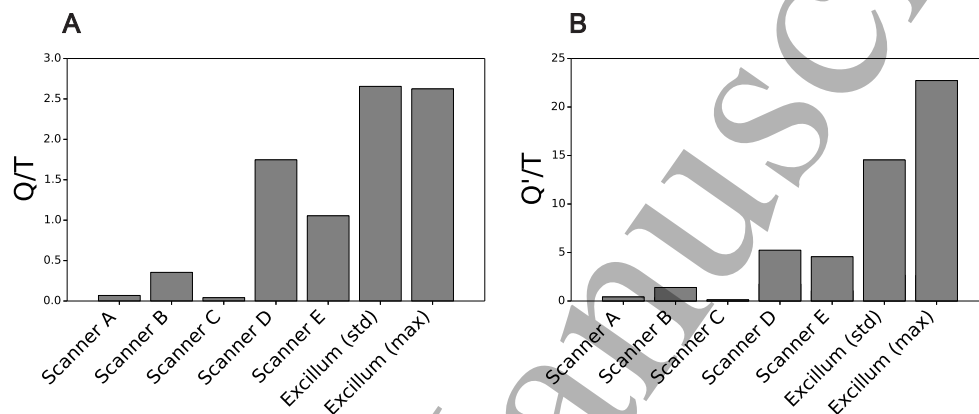 A
3.0
2.5
2.0
1.5
1.0
0.5
0.0
Q/T
Scanner A
Scanner B
Scanner C
Scanner D
Scanner E
Excillum (std)
Excillum (max)
B
25
20
15
10
5
0
Q'/T
Scanner A
Scanner B
Scanner C
Scanner D
Scanner E
Excillum (std)
Excillum (max)
anusc